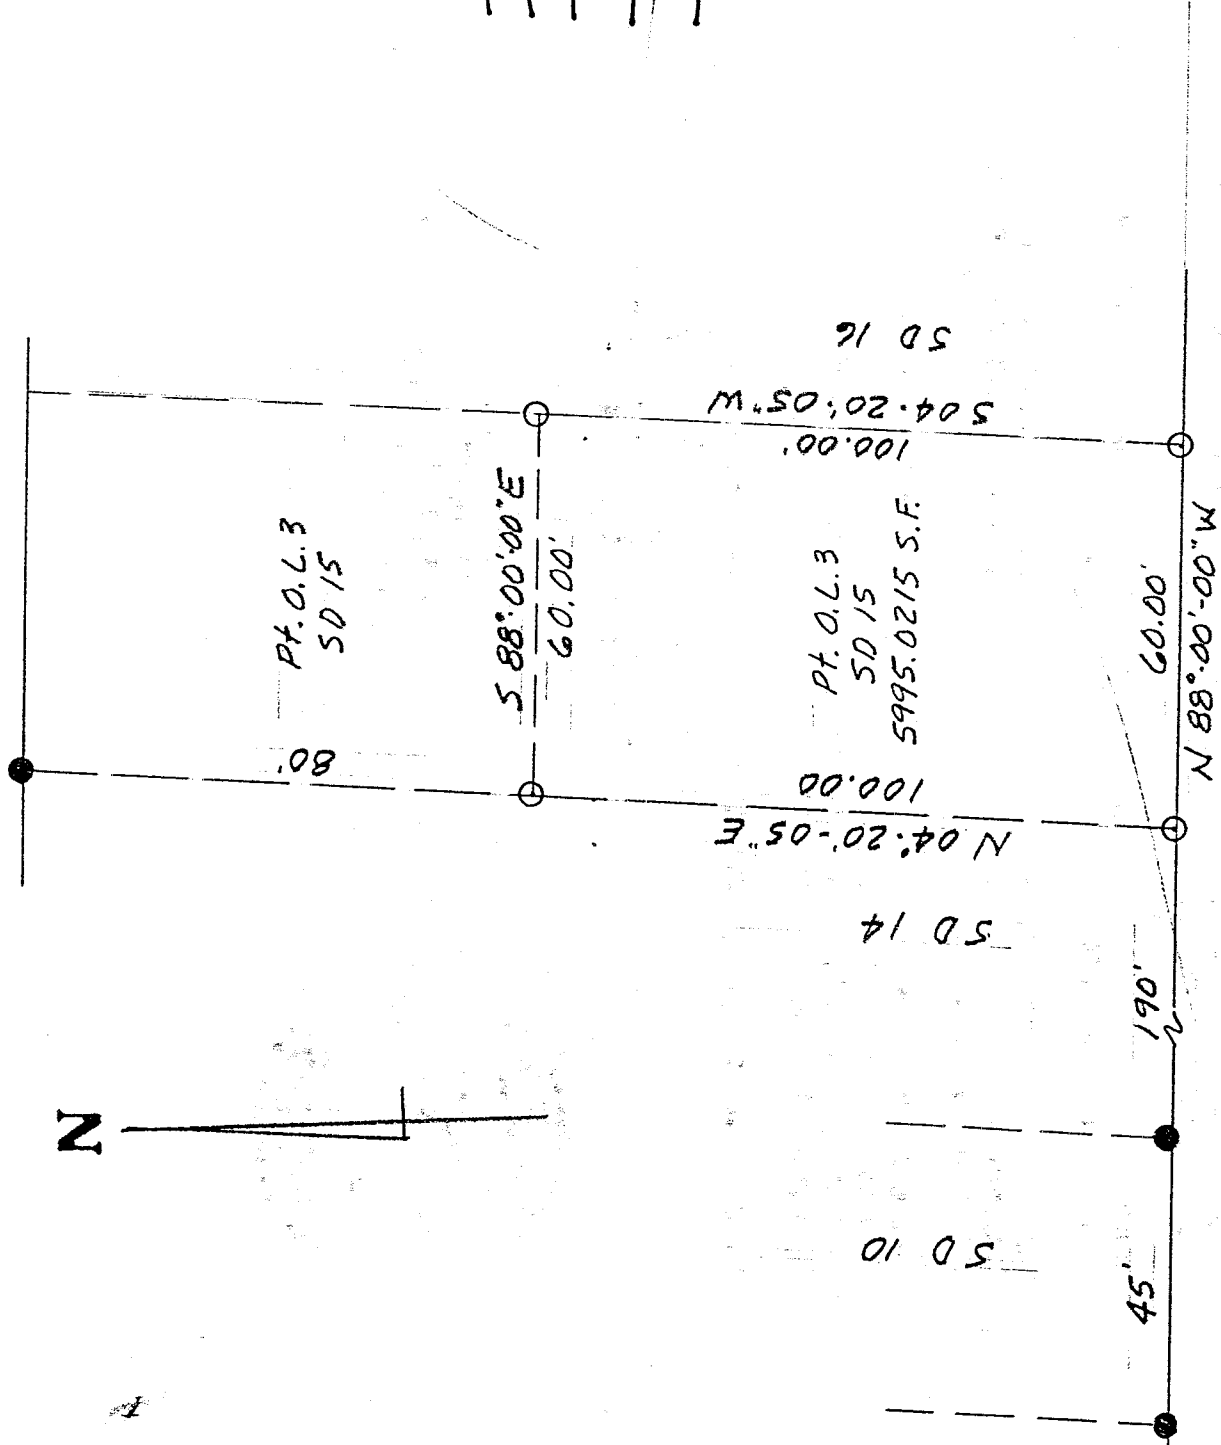 SD 16
S 04·20'·05" W
100.00'
Pt. O.L.3
SD 15
80'
S 88°·00'·00" E
60.00'
Pt. O.L.3
SD 15
5995.0215 S.F.
100.00
N 04°·20'-05" E
60.00'
N 88°·00'-00" W
SD 14
190'
N
SD 10
45'